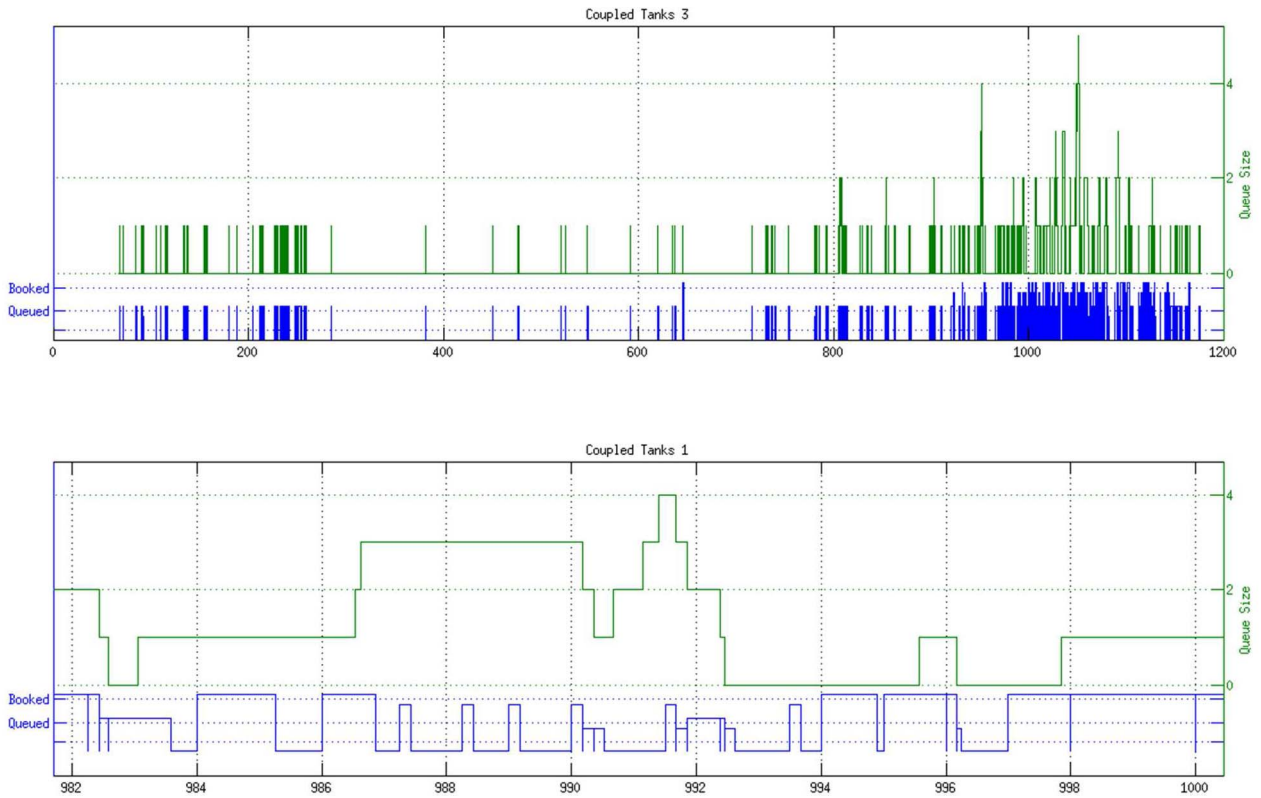 Coupled Tanks 3
4
2
0
Queue Size
Booked
Queued
0 200 400 600 800 1000 1200
Coupled Tanks 1
4
2
0
Queue Size
Booked
Queued
982 984 986 988 990 992 994 996 998 1000